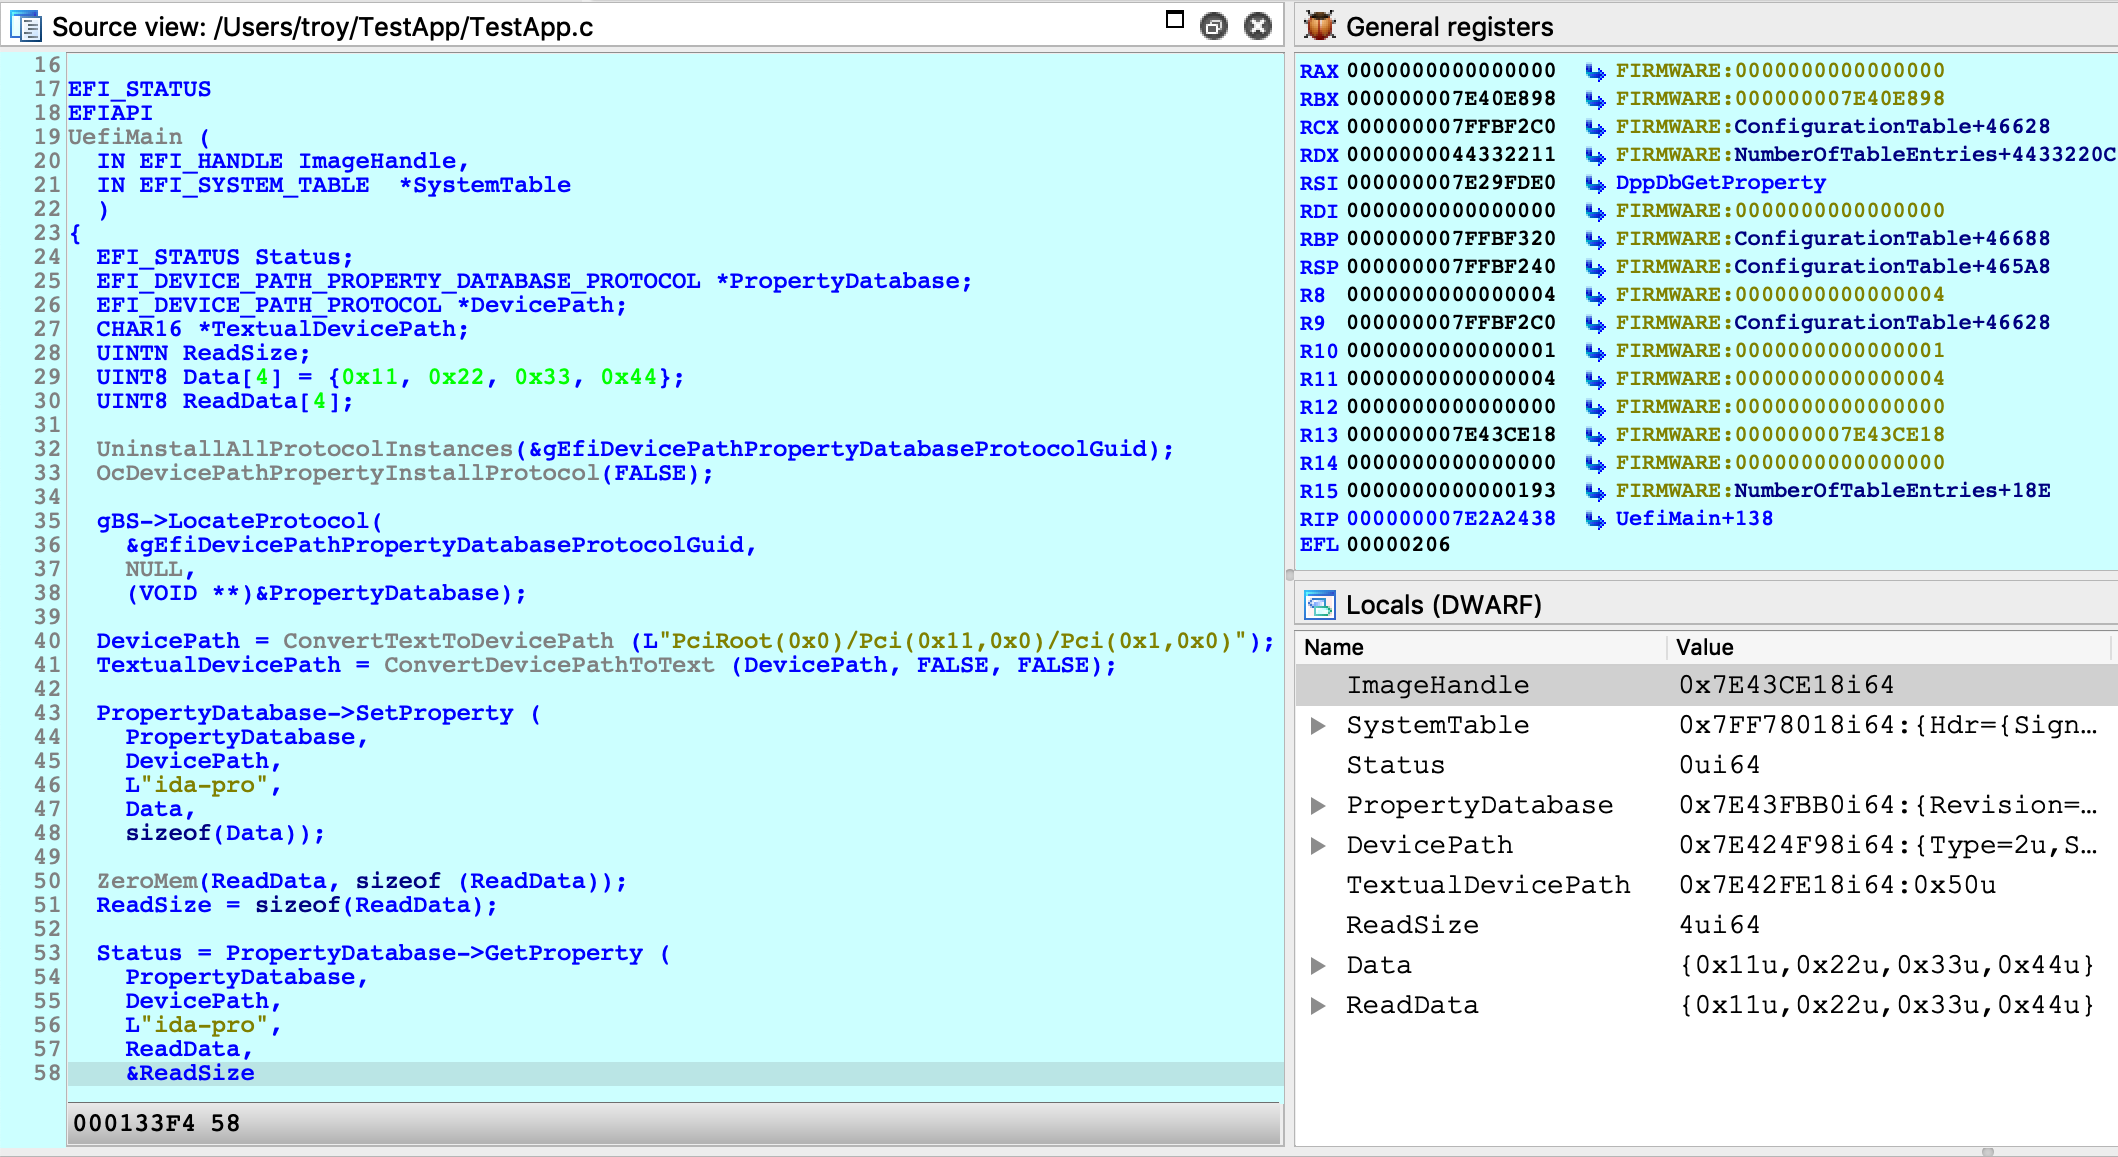 Source view: /Users/troy/TestApp/TestApp.c
16
17 EFI_STATUS
18 EFIAPI
19 UefiMain (
20   IN EFI_HANDLE ImageHandle,
21   IN EFI_SYSTEM_TABLE  *SystemTable
22   )
23 {
24   EFI_STATUS Status;
25   EFI_DEVICE_PATH_PROPERTY_DATABASE_PROTOCOL *PropertyDatabase;
26   EFI_DEVICE_PATH_PROTOCOL *DevicePath;
27   CHAR16 *TextualDevicePath;
28   UINTN ReadSize;
29   UINT8 Data[4] = {0x11, 0x22, 0x33, 0x44};
30   UINT8 ReadData[4];
31
32   UninstallAllProtocolInstances(&gEfiDevicePathPropertyDatabaseProtocolGuid);
33   OcDevicePathPropertyInstallProtocol(FALSE);
34
35   gBS->LocateProtocol(
36     &gEfiDevicePathPropertyDatabaseProtocolGuid,
37     NULL,
38     (VOID **)&PropertyDatabase);
39
40   DevicePath = ConvertTextToDevicePath (L"PciRoot(0x0)/Pci(0x11,0x0)/Pci(0x1,0x0)");
41   TextualDevicePath = ConvertDevicePathToText (DevicePath, FALSE, FALSE);
42
43   PropertyDatabase->SetProperty (
44     PropertyDatabase,
45     DevicePath,
46     L"ida-pro",
47     Data,
48     sizeof(Data));
49
50   ZeroMem(ReadData, sizeof (ReadData));
51   ReadSize = sizeof(ReadData);
52
53   Status = PropertyDatabase->GetProperty (
54     PropertyDatabase,
55     DevicePath,
56     L"ida-pro",
57     ReadData,
58     &ReadSize
000133F4 58
General registers
RAX 0000000000000000 FIRMWARE:0000000000000000
RBX 000000007E40E898 FIRMWARE:000000007E40E898
RCX 000000007FFBF2C0 FIRMWARE:ConfigurationTable+46628
RDX 0000000044332211 FIRMWARE:NumberOfTableEntries+4433220C
RSI 000000007E29FDE0 DppDbGetProperty
RDI 0000000000000000 FIRMWARE:0000000000000000
RBP 000000007FFBF320 FIRMWARE:ConfigurationTable+46688
RSP 000000007FFBF240 FIRMWARE:ConfigurationTable+465A8
R8 0000000000000004 FIRMWARE:0000000000000004
R9 000000007FFBF2C0 FIRMWARE:ConfigurationTable+46628
R10 0000000000000001 FIRMWARE:0000000000000001
R11 0000000000000004 FIRMWARE:0000000000000004
R12 0000000000000000 FIRMWARE:0000000000000000
R13 000000007E43CE18 FIRMWARE:000000007E43CE18
R14 0000000000000000 FIRMWARE:0000000000000000
R15 0000000000000193 FIRMWARE:NumberOfTableEntries+18E
RIP 000000007E2A2438 UefiMain+138
EFL 00000206
Locals (DWARF)
Name Value
ImageHandle 0x7E43CE18i64
SystemTable 0x7FF78018i64:{Hdr={Sign…
Status 0ui64
PropertyDatabase 0x7E43FBB0i64:{Revision=…
DevicePath 0x7E424F98i64:{Type=2u,S…
TextualDevicePath 0x7E42FE18i64:0x50u
ReadSize 4ui64
Data {0x11u,0x22u,0x33u,0x44u}
ReadData {0x11u,0x22u,0x33u,0x44u}